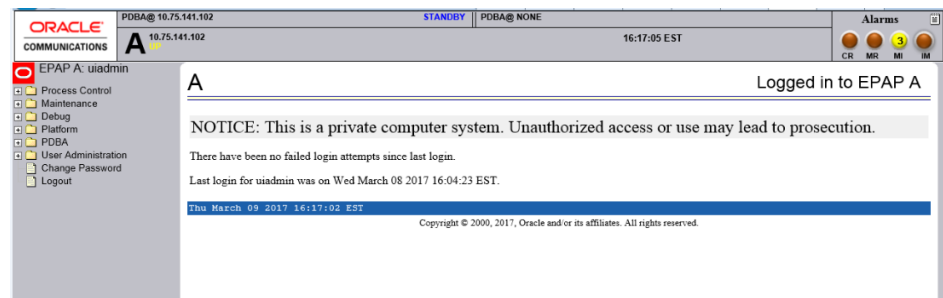 ORACLE
COMMUNICATIONS
PDBA@ 10.75.141.102 STANDBY PDBA@ NONE
A 10.75.141.102
UP
16:17:05 EST
Alarms
3
CR MR MI IM
EPAP A: uiadmin
Process Control
Maintenance
Debug
Platform
PDBA
User Administration
Change Password
Logout
A Logged in to EPAP A
NOTICE: This is a private computer system. Unauthorized access or use may lead to prosecution.
There have been no failed login attempts since last login.
Last login for uiadmin was on Wed March 08 2017 16:04:23 EST.
Thu March 09 2017 16:17:02 EST
Copyright © 2000, 2017, Oracle and/or its affiliates. All rights reserved.